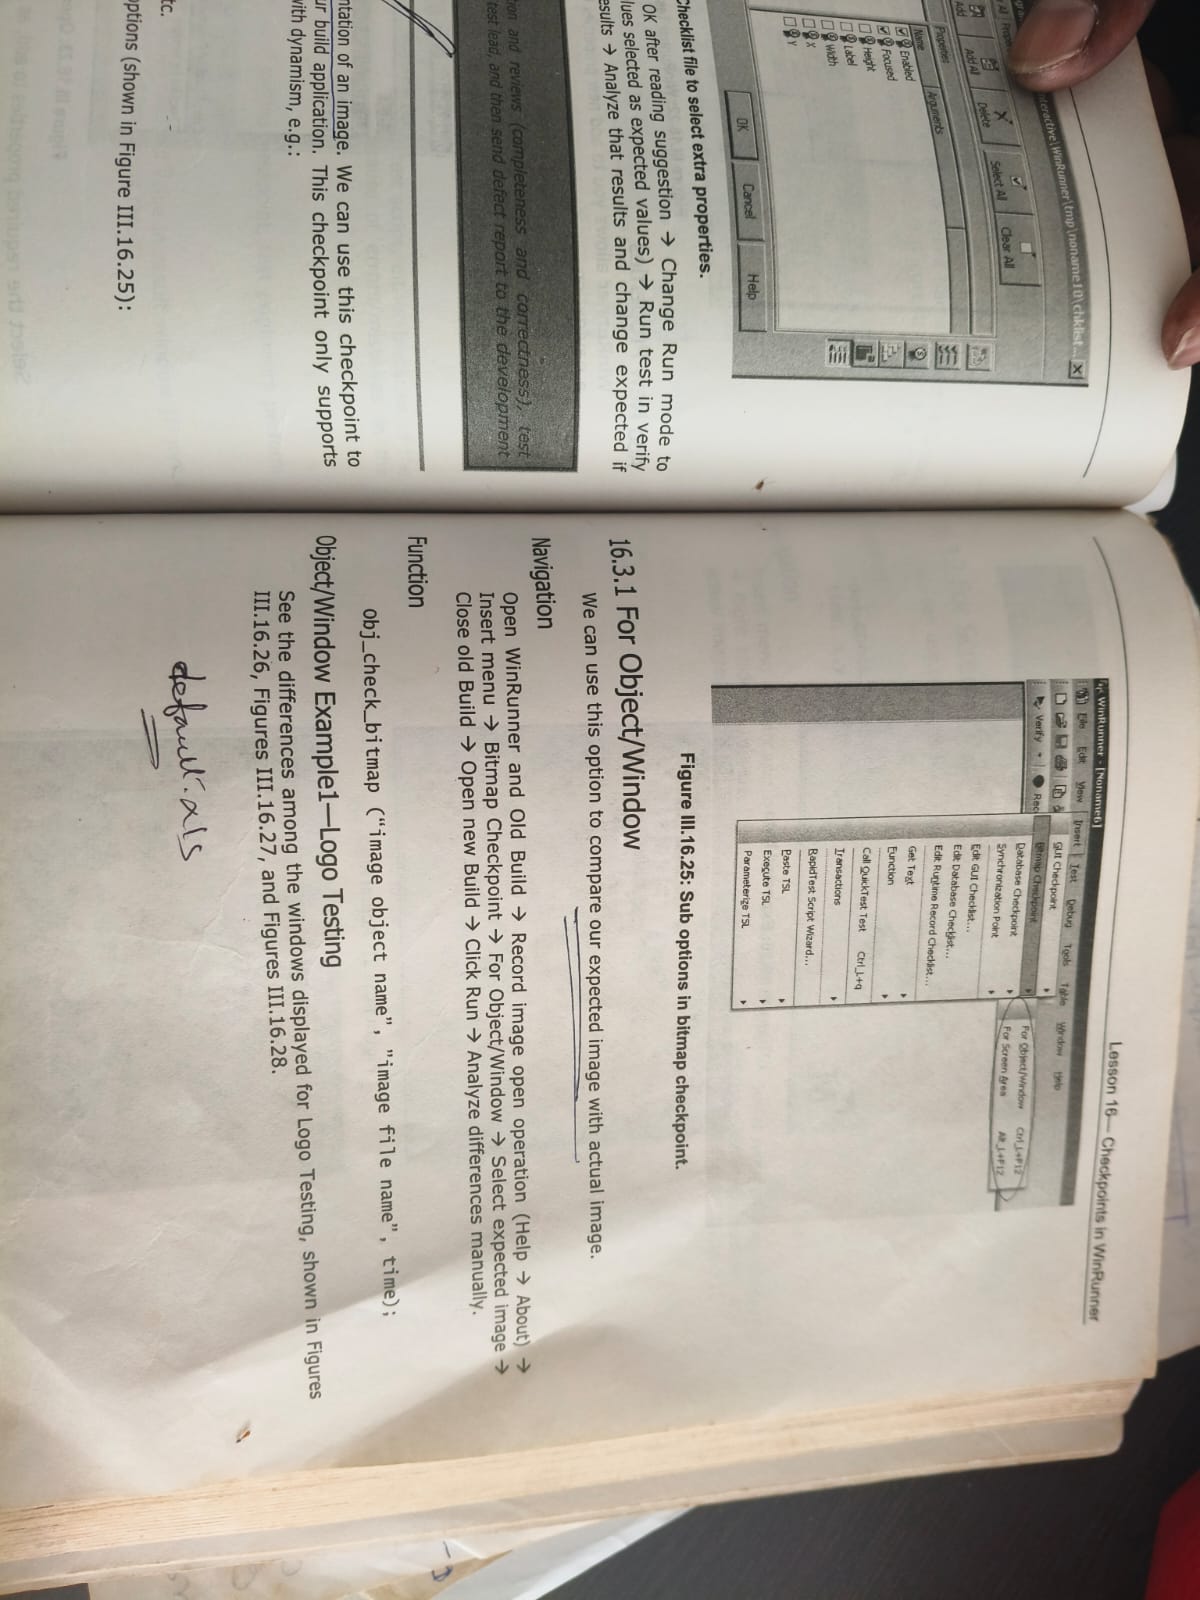 nteractive\WinRunner\tmp\noname10\chklist...
Add
Add All
Delete
Select All
Clear All
Properties
Name
Arguments
Enabled
Focused
Height
Label
Width
X
Y
OK
Cancel
Help
Checklist file to select extra properties.
OK after reading suggestion → Change Run mode to
lues selected as expected values) → Run test in verify
esults → Analyze that results and change expected if
tion and reviews (completeness and correctness), test
test lead, and then send defect report to the development
ntation of an image. We can use this checkpoint to
ur build application. This checkpoint only supports
with dynamism, e.g.:
tc.
options (shown in Figure III.16.25):
Lesson 16— Checkpoints in WinRunner
WinRunner - [Noname6]
File Edit View Insert Test Debug Tools Table Window Help
Verify
Rec
GUI Checkpoint
Bitmap Checkpoint
For Object/Window Ctrl_L+F12
For Screen Area Alt_L+F12
Database Checkpoint
Synchronization Point
Edit GUI Checklist...
Edit Database Checklist...
Edit Runtime Record Checklist...
Get Text
Function
Call QuickTest Test Ctrl_L+q
Transactions
RapidTest Script Wizard...
Paste TSL
Execute TSL
Parameterize TSL
Figure III.16.25: Sub options in bitmap checkpoint.
16.3.1 For Object/Window
We can use this option to compare our expected image with actual image.
Navigation
Open WinRunner and Old Build → Record image open operation (Help → About) →
Insert menu → Bitmap Checkpoint → For Object/Window → Select expected image →
Close old Build → Open new Build → Click Run → Analyze differences manually.
Function
Obj_check_bitmap (“image object name”, ”image file name”, time);
Object/Window Example1—Logo Testing
See the differences among the windows displayed for Logo Testing, shown in Figures
III.16.26, Figures III.16.27, and Figures III.16.28.
default.xls